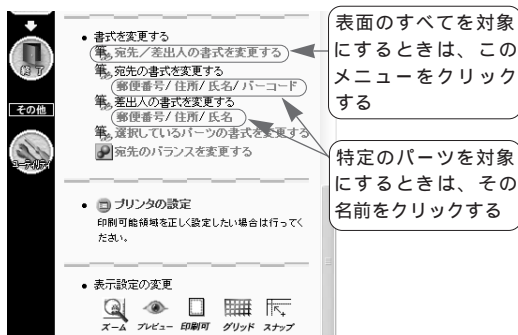 書式を変更する
宛先／差出人の書式を変更する
宛先の書式を変更する
郵便番号/住所/氏名/バーコード
差出人の書式を変更する
郵便番号/住所/氏名
選択しているパーツの書式を変更する
宛先のバランスを変更する
プリンタの設定
印刷可能領域を正しく設定したい場合は行ってく
ださい。
表示設定の変更
ズーム プレビュー 印刷可 グリッド スナップ
終了
その他
ユーティリティ
表面のすべてを対象
にするときは、この
メニューをクリック
する
特定のパーツを対象
にするときは、その
名前をクリックする